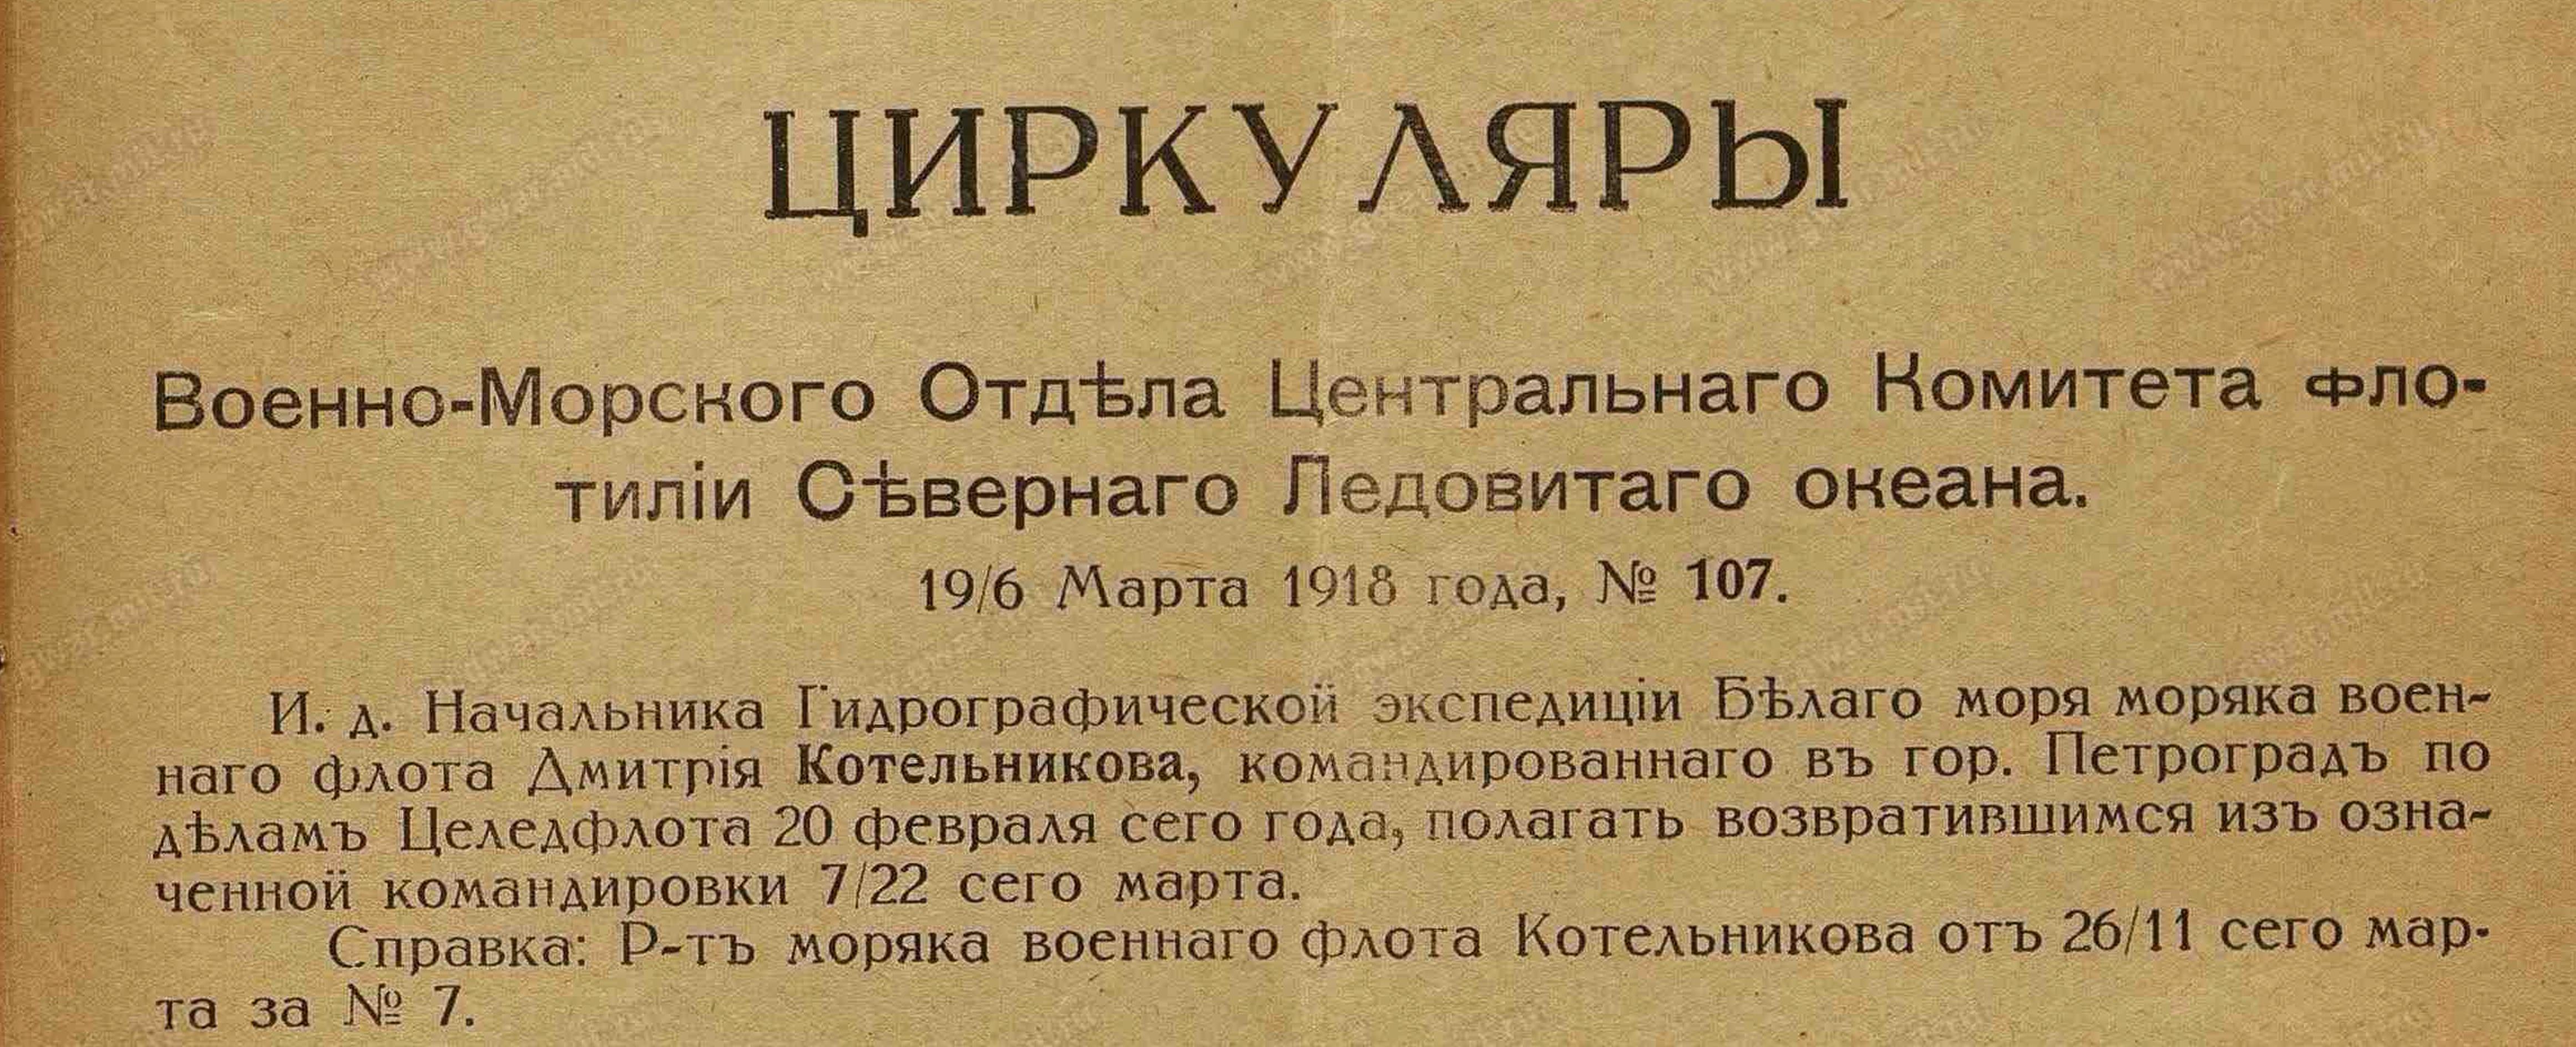 ЦИРКУЛЯРЫ
Военно-Морского Отдѣла Центральнаго Комитета фло-
тиліи Сѣвернаго Ледовитаго океана.
19/6 Марта 1918 года, № 107.
И. д. Начальника Гидрографической экспедиціи Бѣлаго моря моряка воен-
наго флота Дмитрія Котельникова, командированнаго въ гор. Петроградъ по
дѣламъ Целедфлота 20 февраля сего года, полагать возвратившимся изъ озна-
ченной командировки 7/22 сего марта.
Справка: Р-тъ моряка военнаго флота Котельникова отъ 26/11 сего мар-
та за № 7.